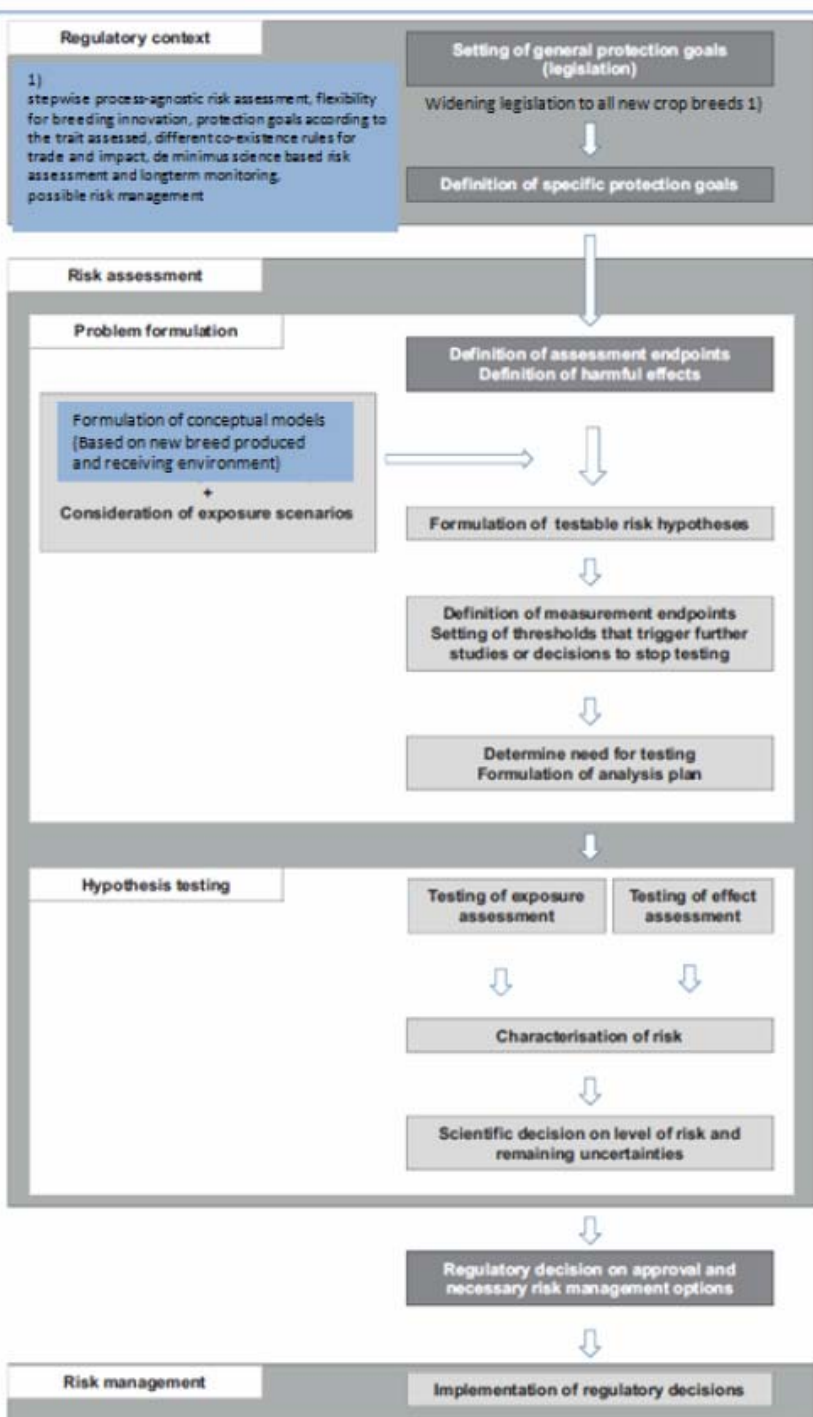 Regulatory context
Setting of general protection goals
(legislation)
1)
stepwise process-agnostic risk assessment, flexibility
for breeding innovation, protection goals according to
the trait assessed, different co-existence rules for
trade and impact, de minimus science based risk
assessment and longterm monitoring,
possible risk management
Widening legislation to all new crop breeds 1)
Definition of specific protection goals
Risk assessment
Problem formulation
Definition of assessment endpoints
Definition of harmful effects
Formulation of conceptual models
(Based on new breed produced
and receiving environment)
+
Consideration of exposure scenarios
Formulation of testable risk hypotheses
Definition of measurement endpoints
Setting of thresholds that trigger further
studies or decisions to stop testing
Determine need for testing
Formulation of analysis plan
Hypothesis testing
Testing of exposure
assessment
Testing of effect
assessment
Characterisation of risk
Scientific decision on level of risk and
remaining uncertainties
Regulatory decision on approval and
necessary risk management options
Risk management
Implementation of regulatory decisions